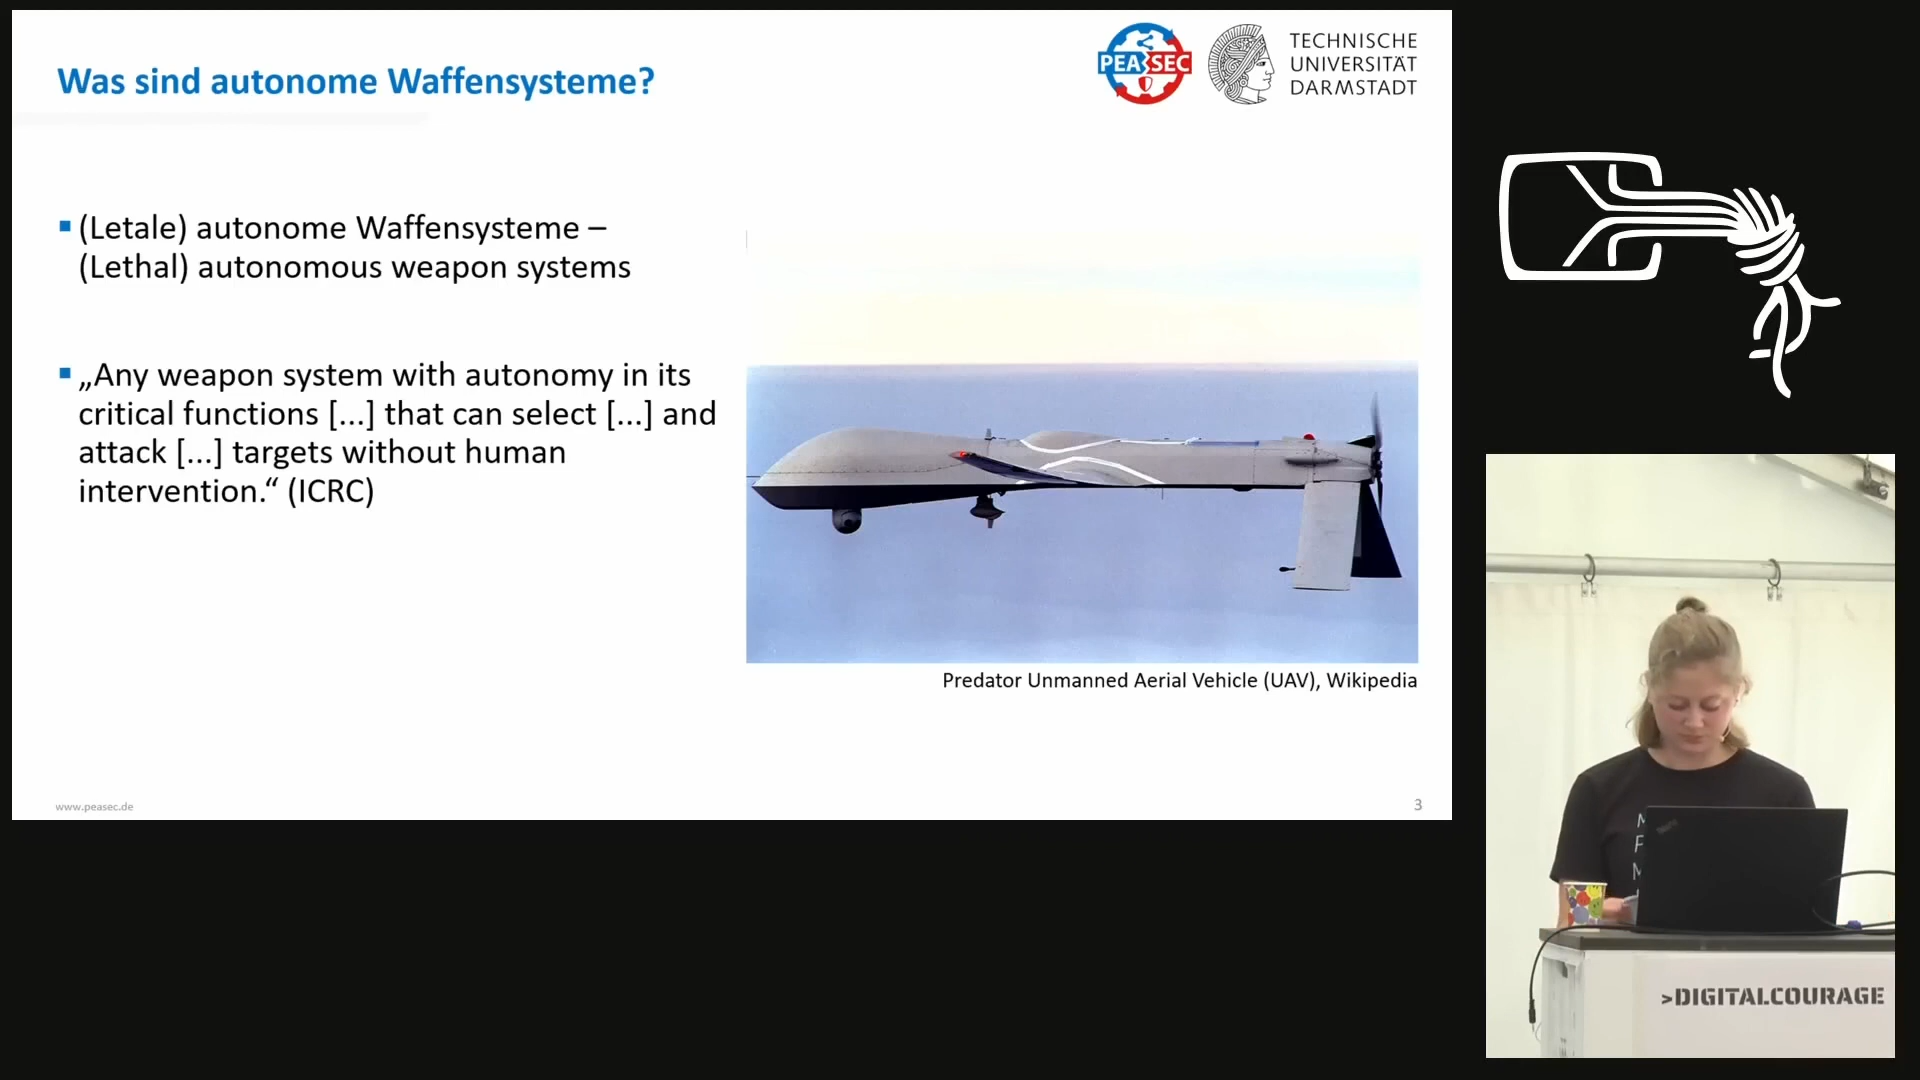 Was sind autonome Waffensysteme?
PEASEC
TECHNISCHE
UNIVERSITÄT
DARMSTADT
▪ (Letale) autonome Waffensysteme –
(Lethal) autonomous weapon systems
▪ „Any weapon system with autonomy in its
critical functions [...] that can select [...] and
attack [...] targets without human
intervention.“ (ICRC)
Predator Unmanned Aerial Vehicle (UAV), Wikipedia
www.peasec.de
3
>DIGITALCOURAGE